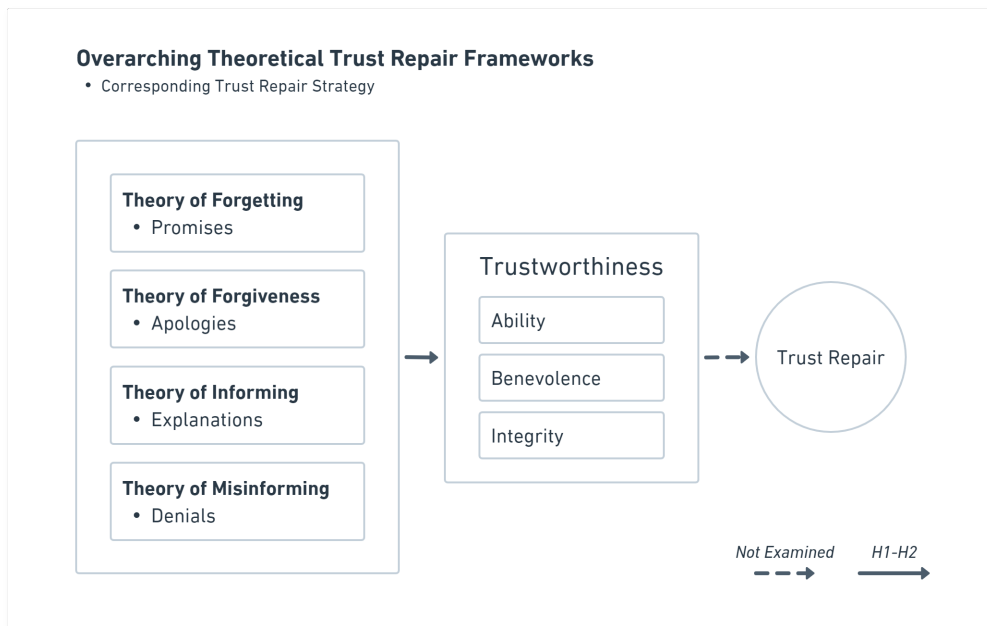 Overarching Theoretical Trust Repair Frameworks
• Corresponding Trust Repair Strategy
Theory of Forgetting
• Promises
Theory of Forgiveness
• Apologies
Theory of Informing
• Explanations
Theory of Misinforming
• Denials
Trustworthiness
Ability
Benevolence
Integrity
Trust Repair
Not Examined
H1-H2